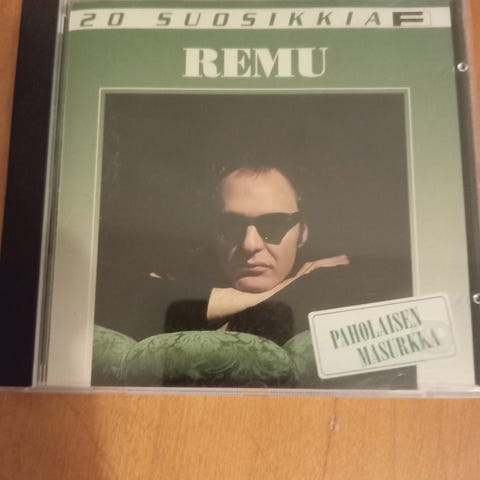 20 SUOSIKKIA F
REMU
PAHOLAISEN
MASURKKA